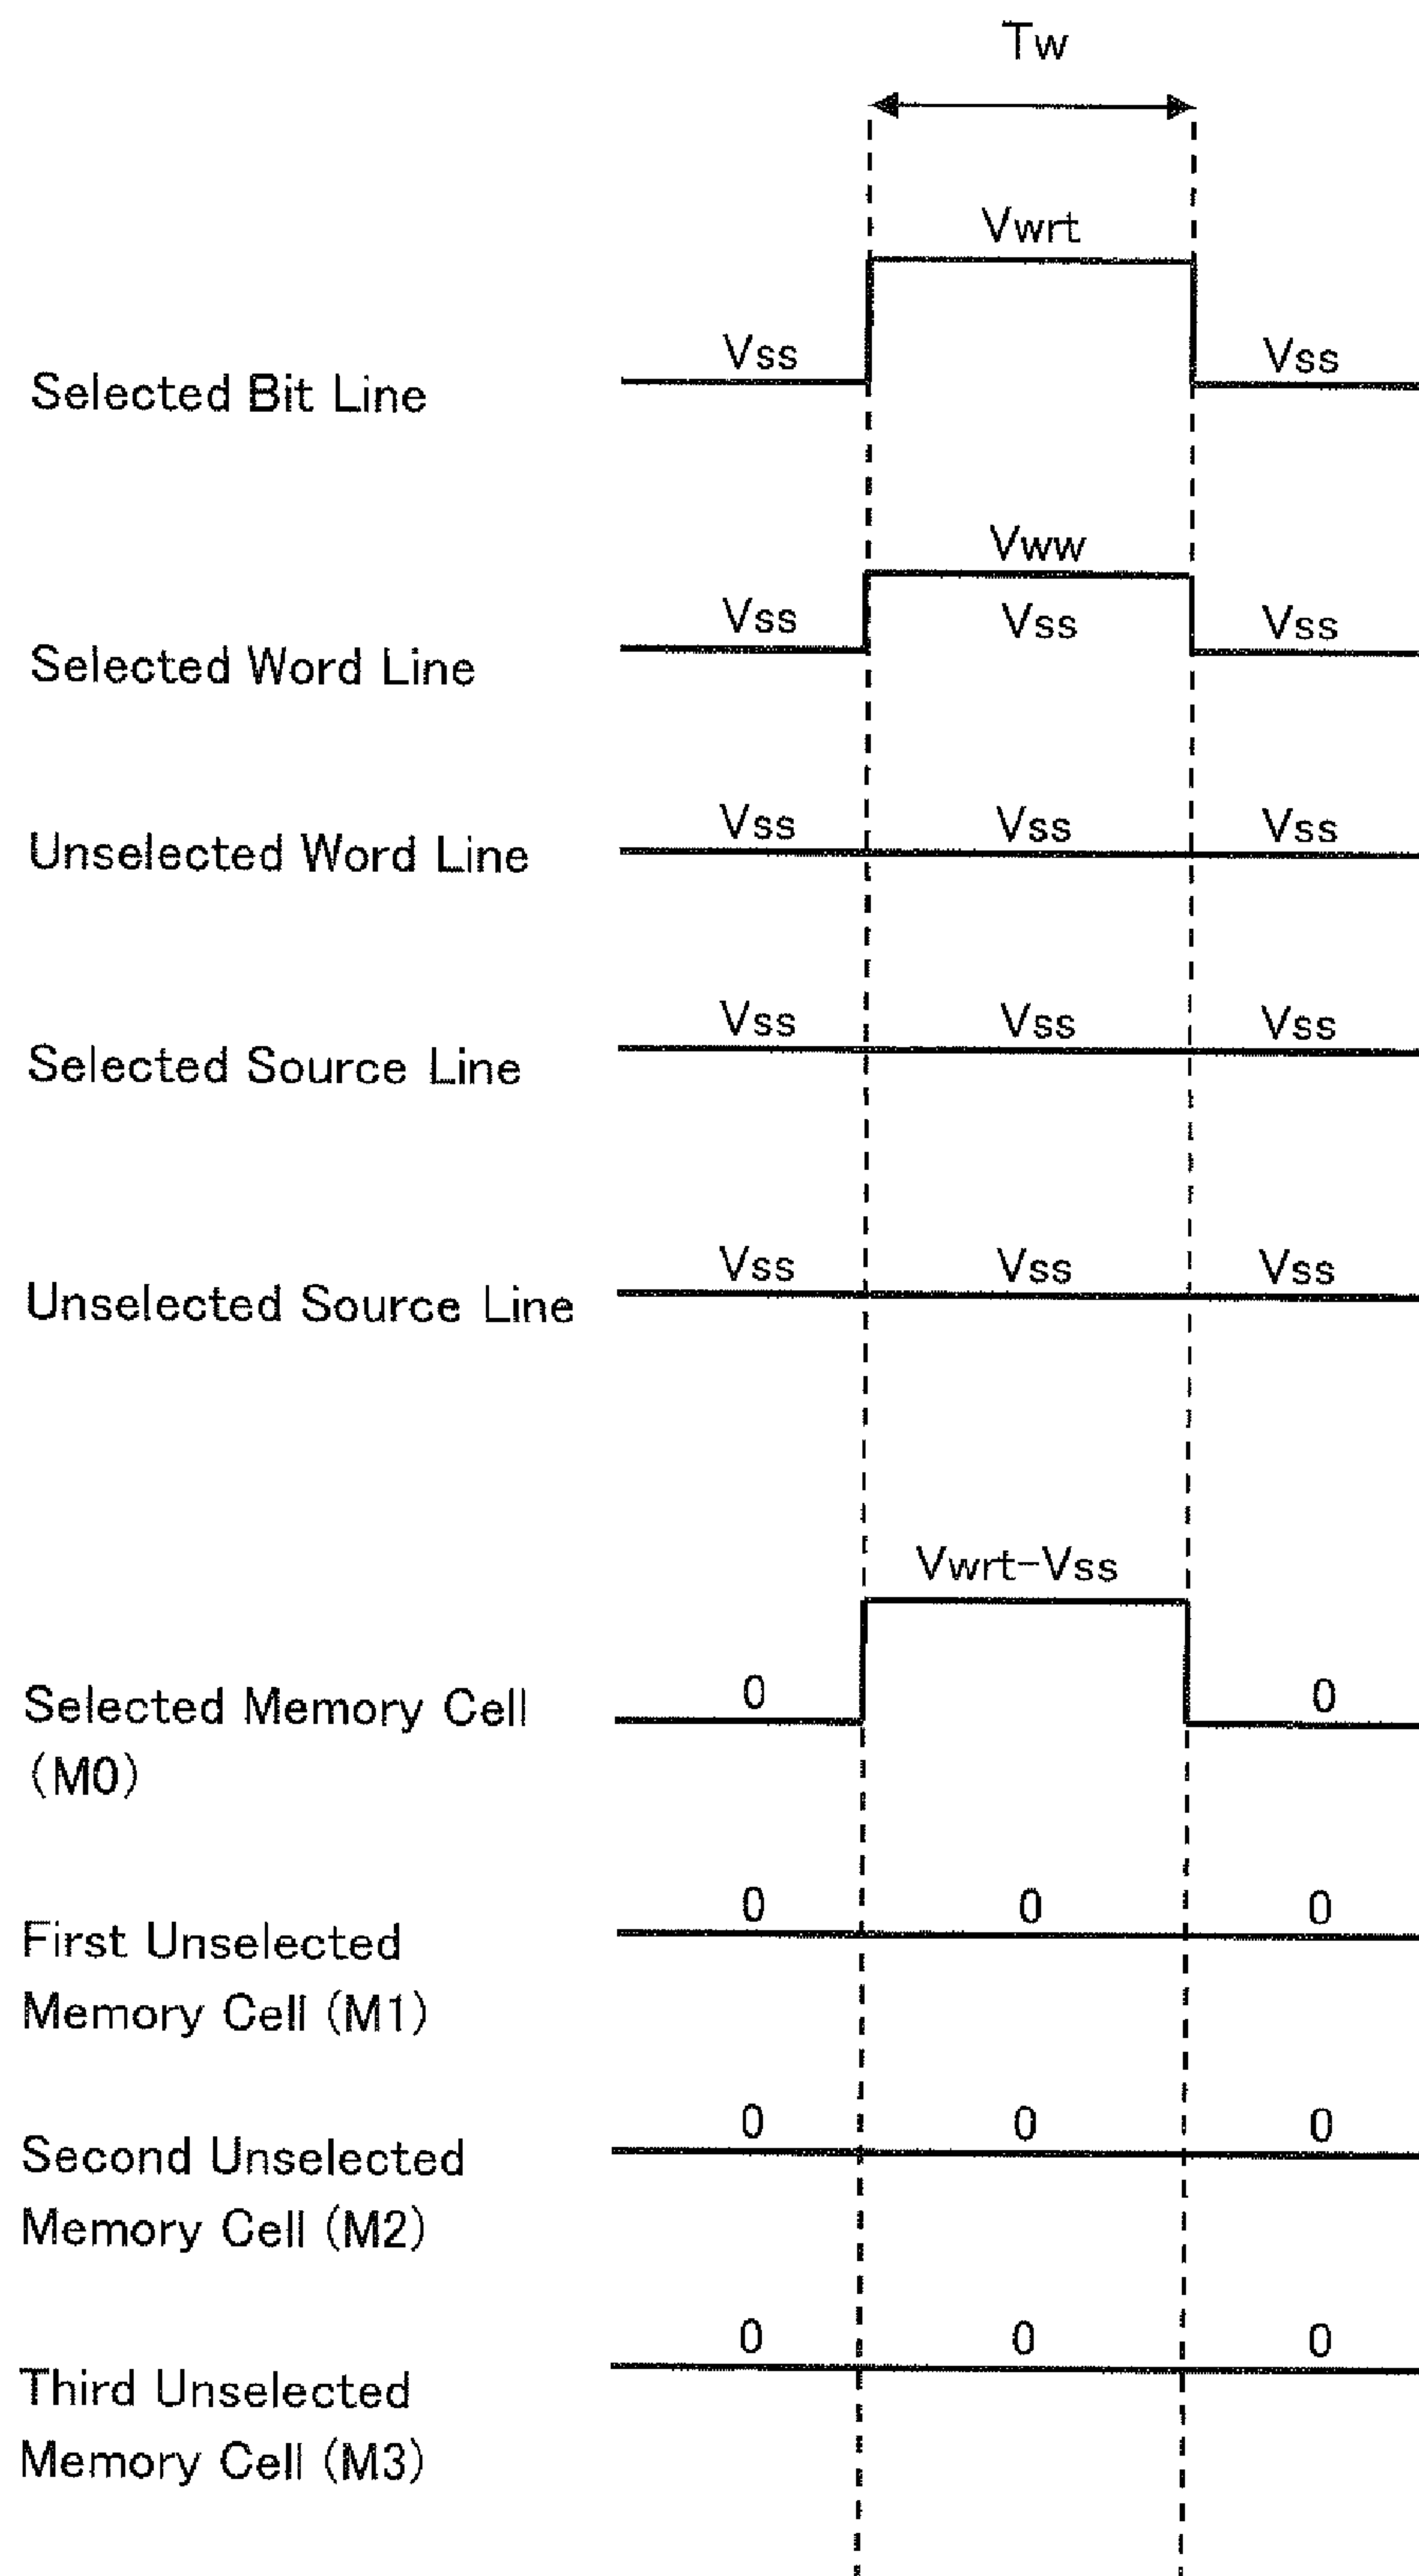 Tw
Vwrt
Vss Vss
Selected Bit Line
Vww
Vss Vss Vss
Selected Word Line
Vss Vss Vss
Unselected Word Line
Vss Vss Vss
Selected Source Line
Vss Vss Vss
Unselected Source Line
Vwrt-Vss
0 0
Selected Memory Cell
(M0)
0 0 0
First Unselected
Memory Cell (M1)
0 0 0
Second Unselected
Memory Cell (M2)
0 0 0
Third Unselected
Memory Cell (M3)